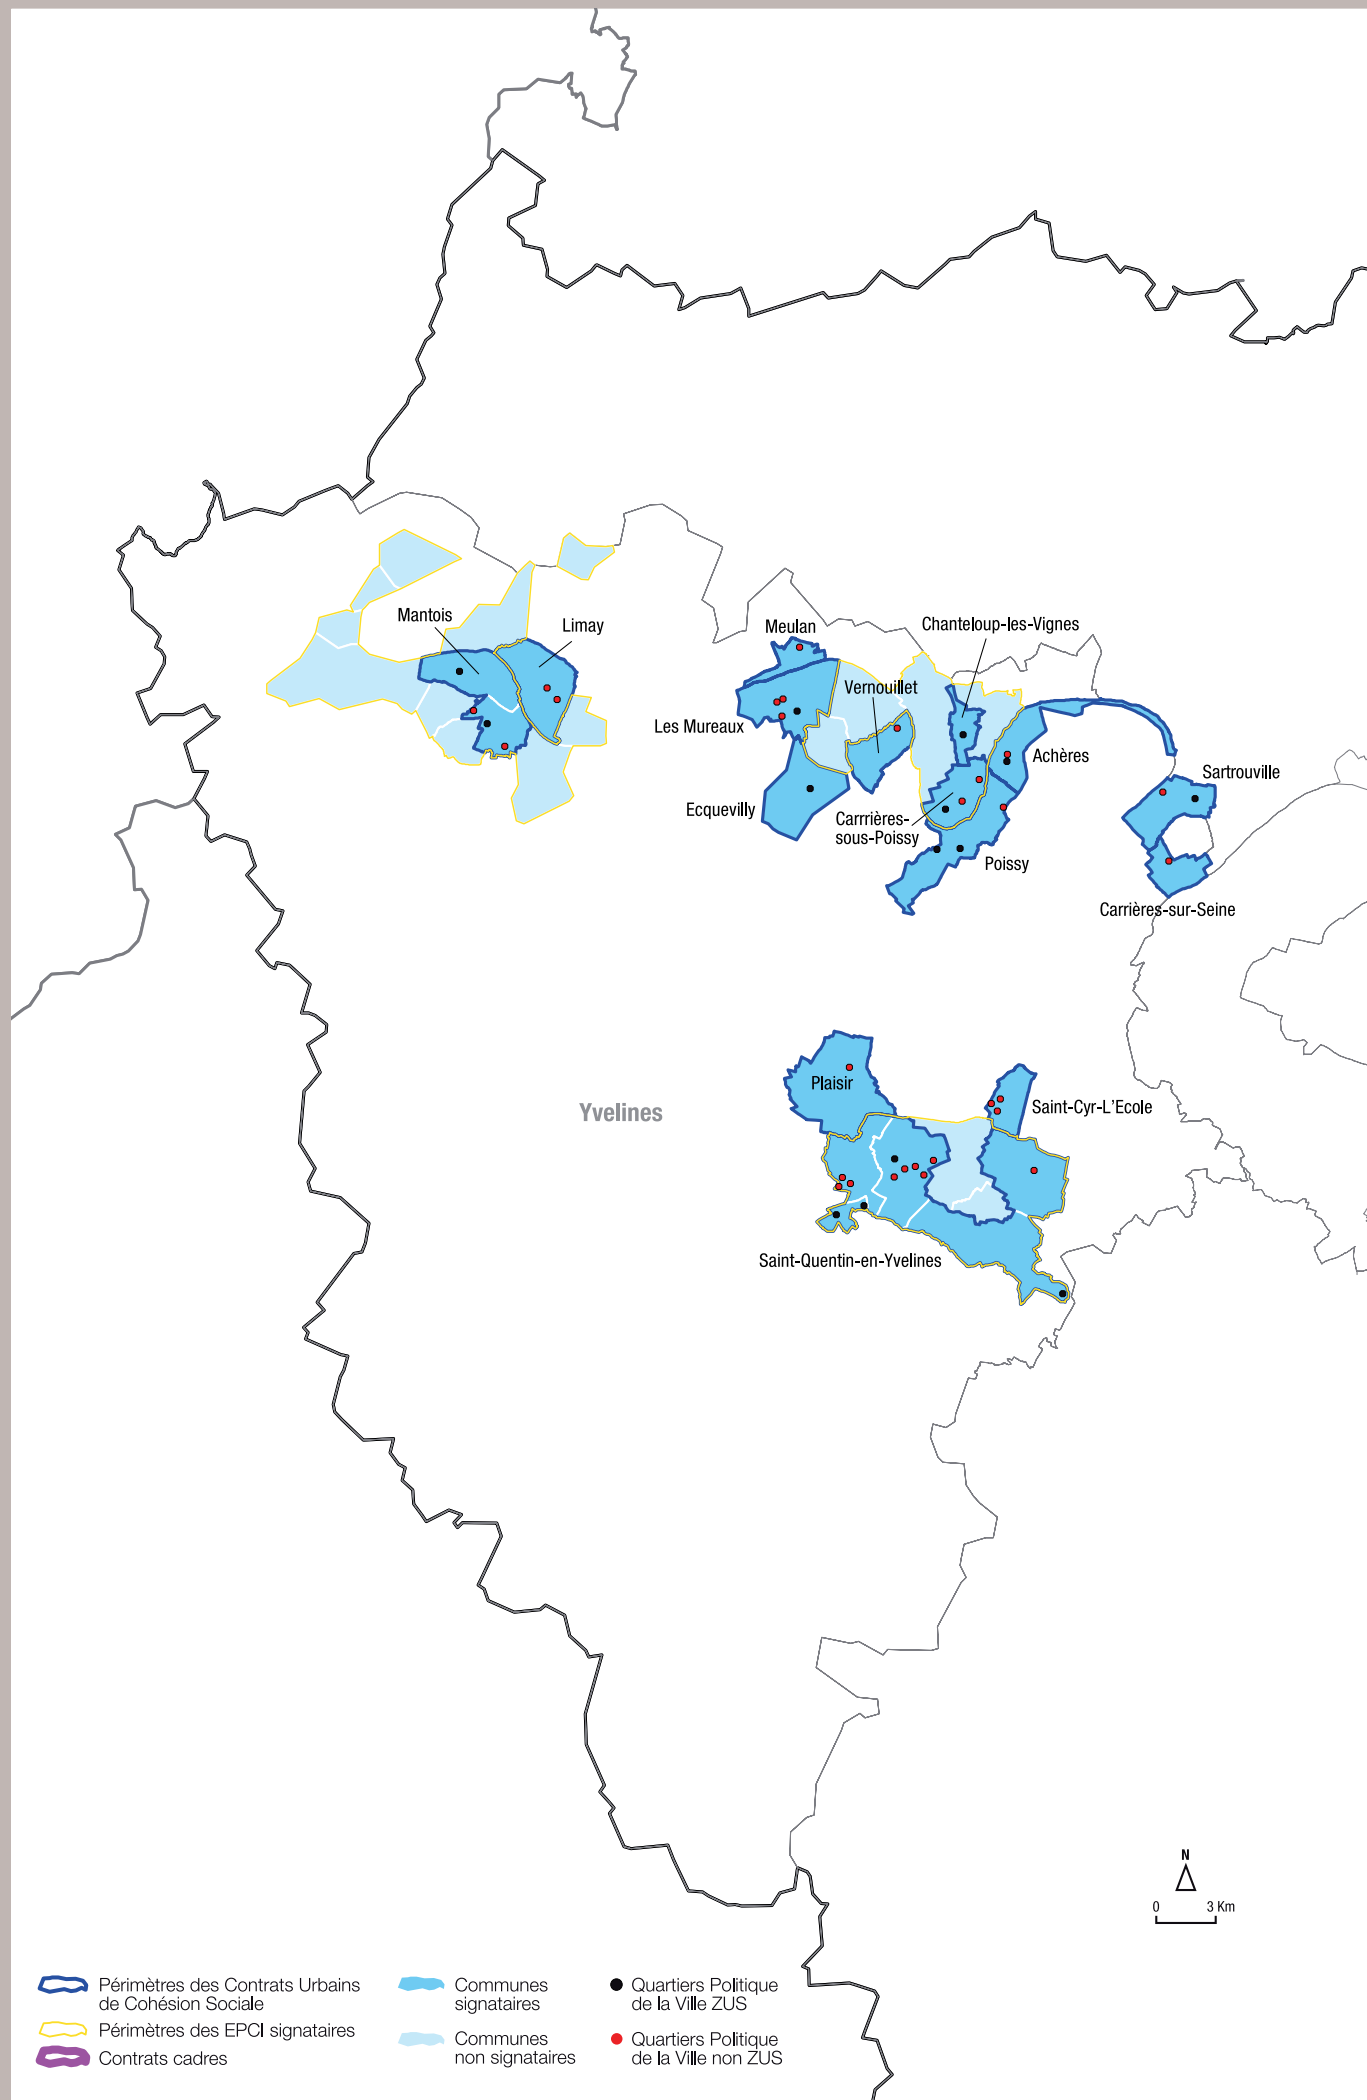 Mantois
Limay
Meulan
Chanteloup-les-Vignes
Vernouillet
Les Mureaux
Achères
Sartrouville
Ecquevilly
Carrrières-
sous-Poissy
Poissy
Carrières-sur-Seine
Plaisir
Yvelines
Saint-Cyr-L'Ecole
Saint-Quentin-en-Yvelines
N
0 3 Km
Périmètres des Contrats Urbains
de Cohésion Sociale
Périmètres des EPCI signataires
Contrats cadres
Communes
signataires
Communes
non signataires
Quartiers Politique
de la Ville ZUS
Quartiers Politique
de la Ville non ZUS